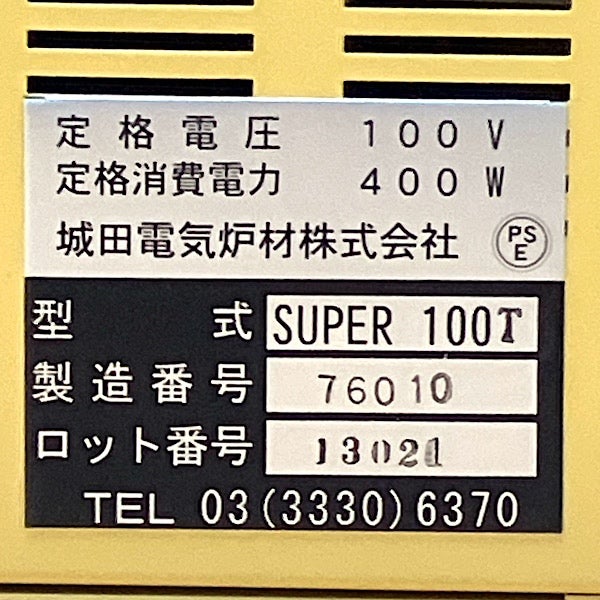 定格電圧 100V
定格消費電力 400W
城田電気炉材株式会社 PSE
型式 SUPER 100T
製造番号 76010
ロット番号 13021
TEL 03(3330)6370